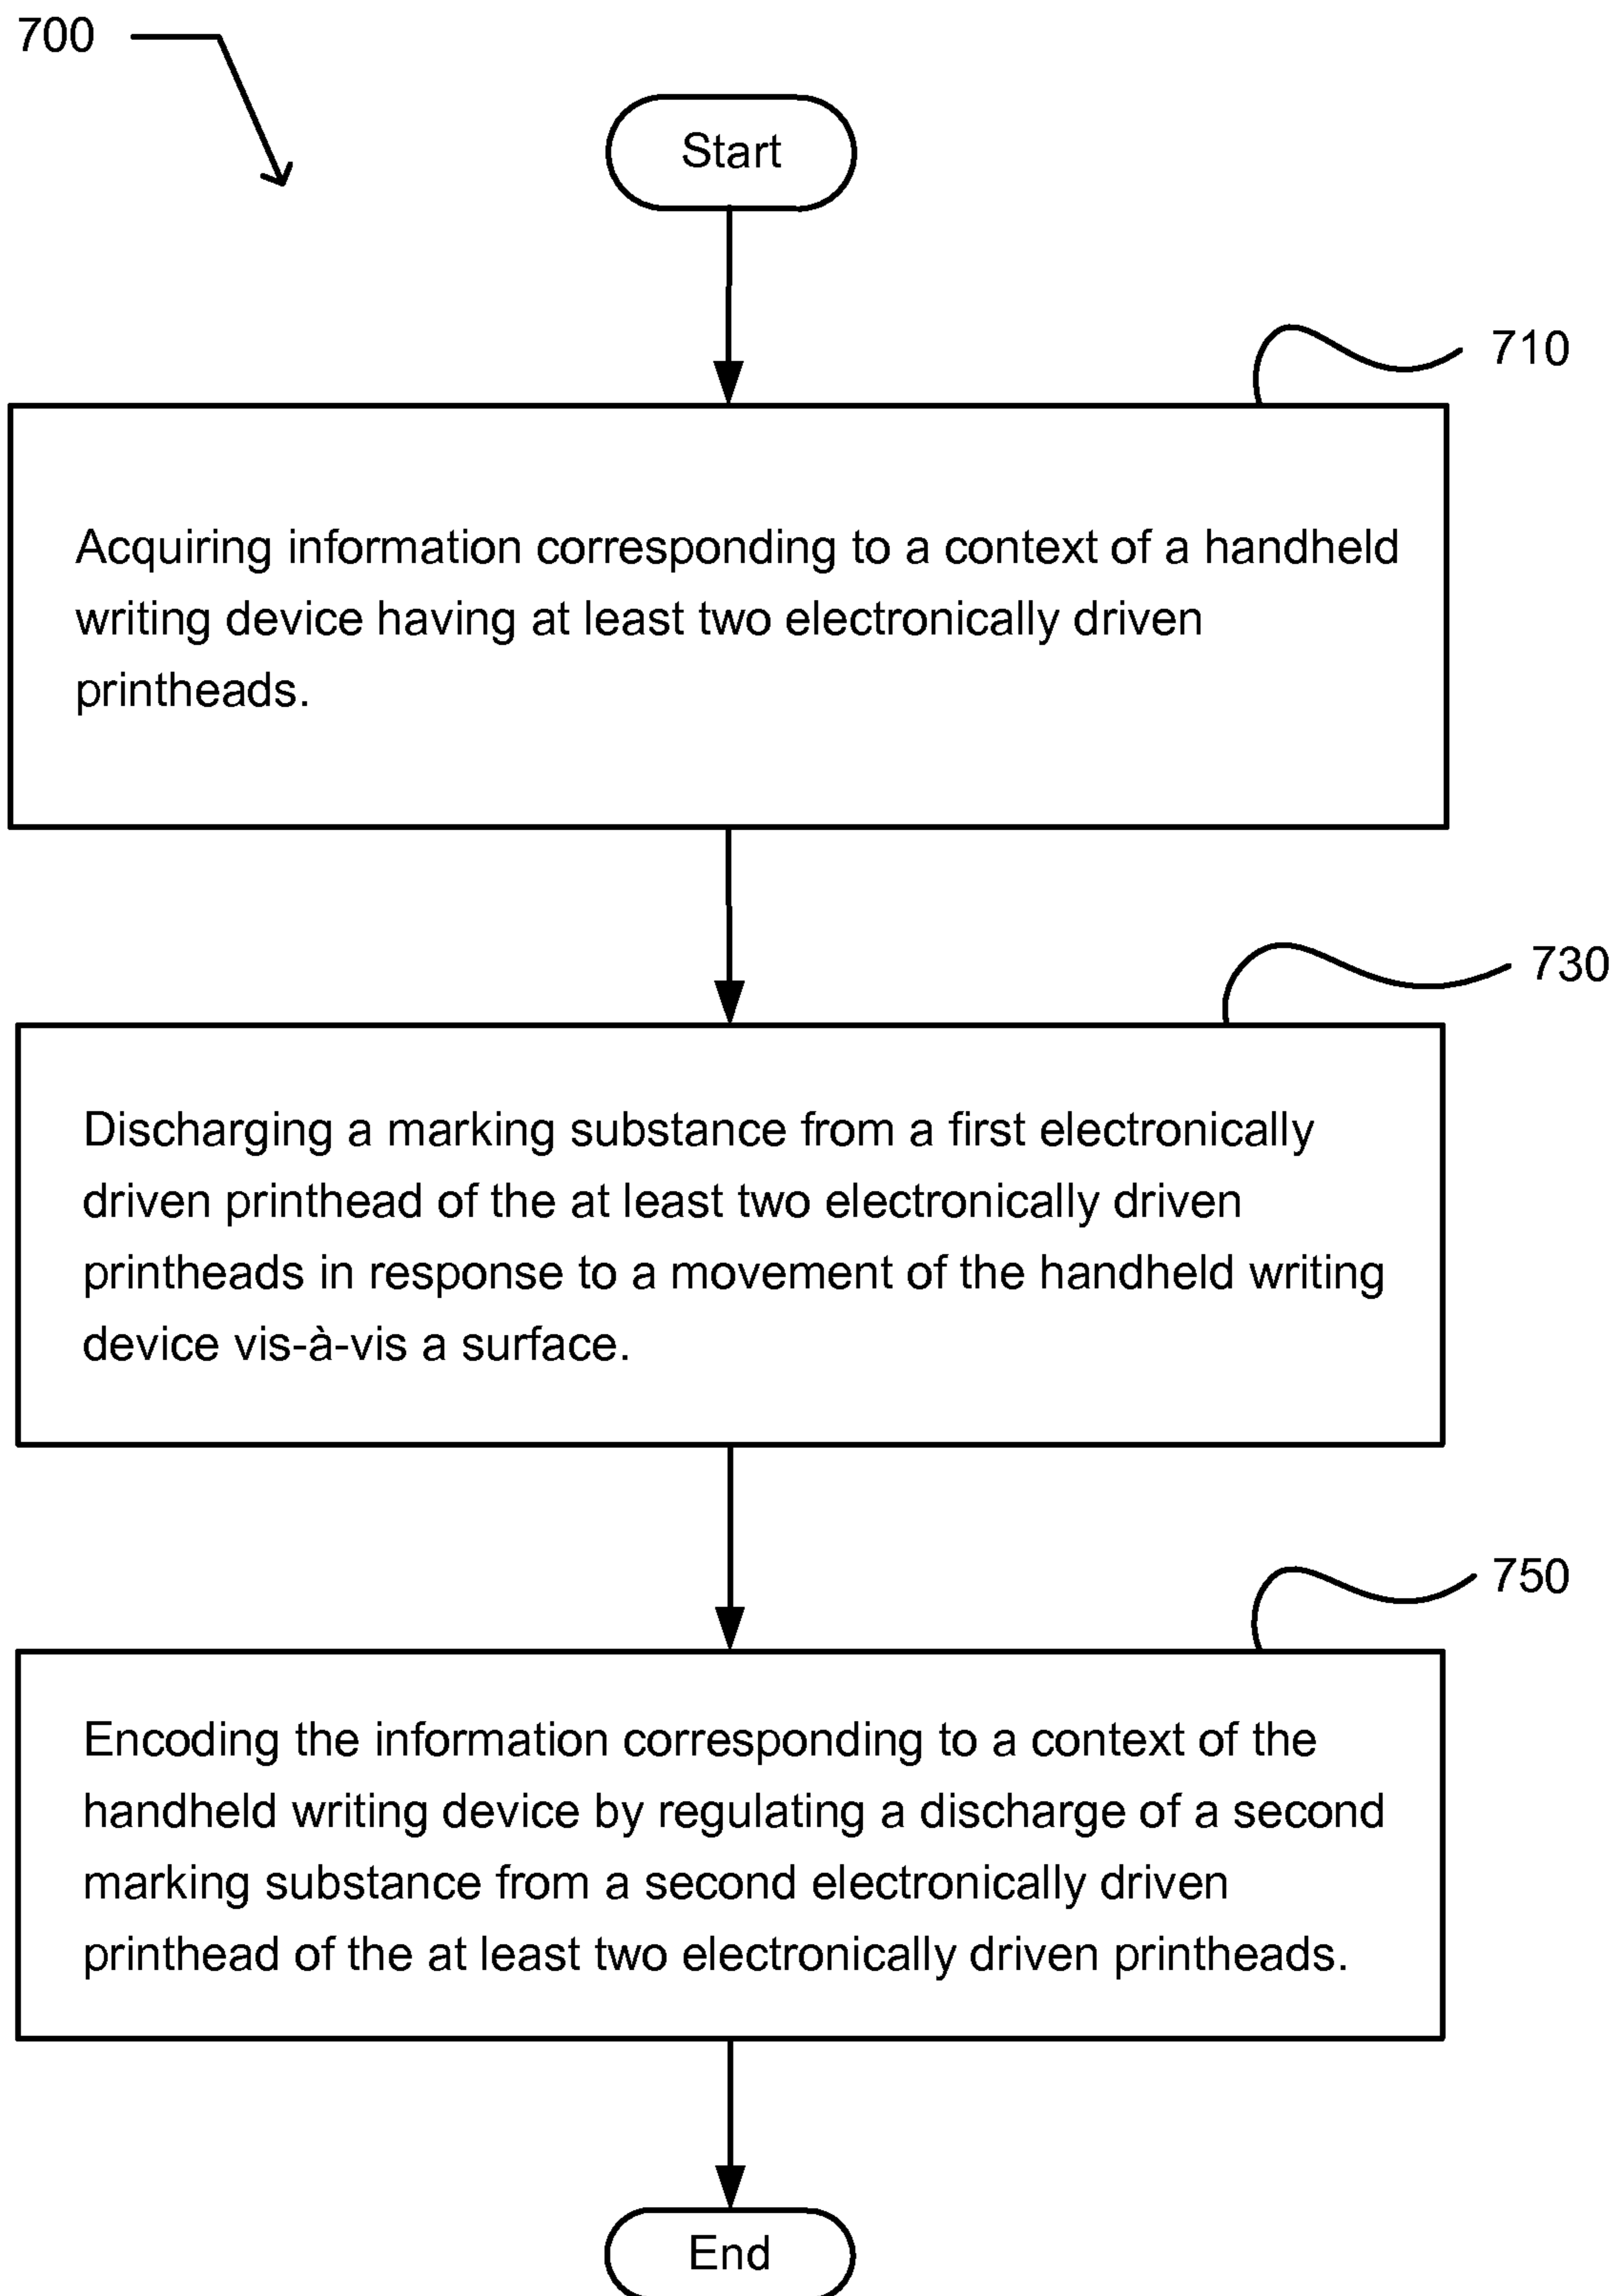 700
Start
710
Acquiring information corresponding to a context of a handheld
writing device having at least two electronically driven
printheads.
730
Discharging a marking substance from a first electronically
driven printhead of the at least two electronically driven
printheads in response to a movement of the handheld writing
device vis-à-vis a surface.
750
Encoding the information corresponding to a context of the
handheld writing device by regulating a discharge of a second
marking substance from a second electronically driven
printhead of the at least two electronically driven printheads.
End